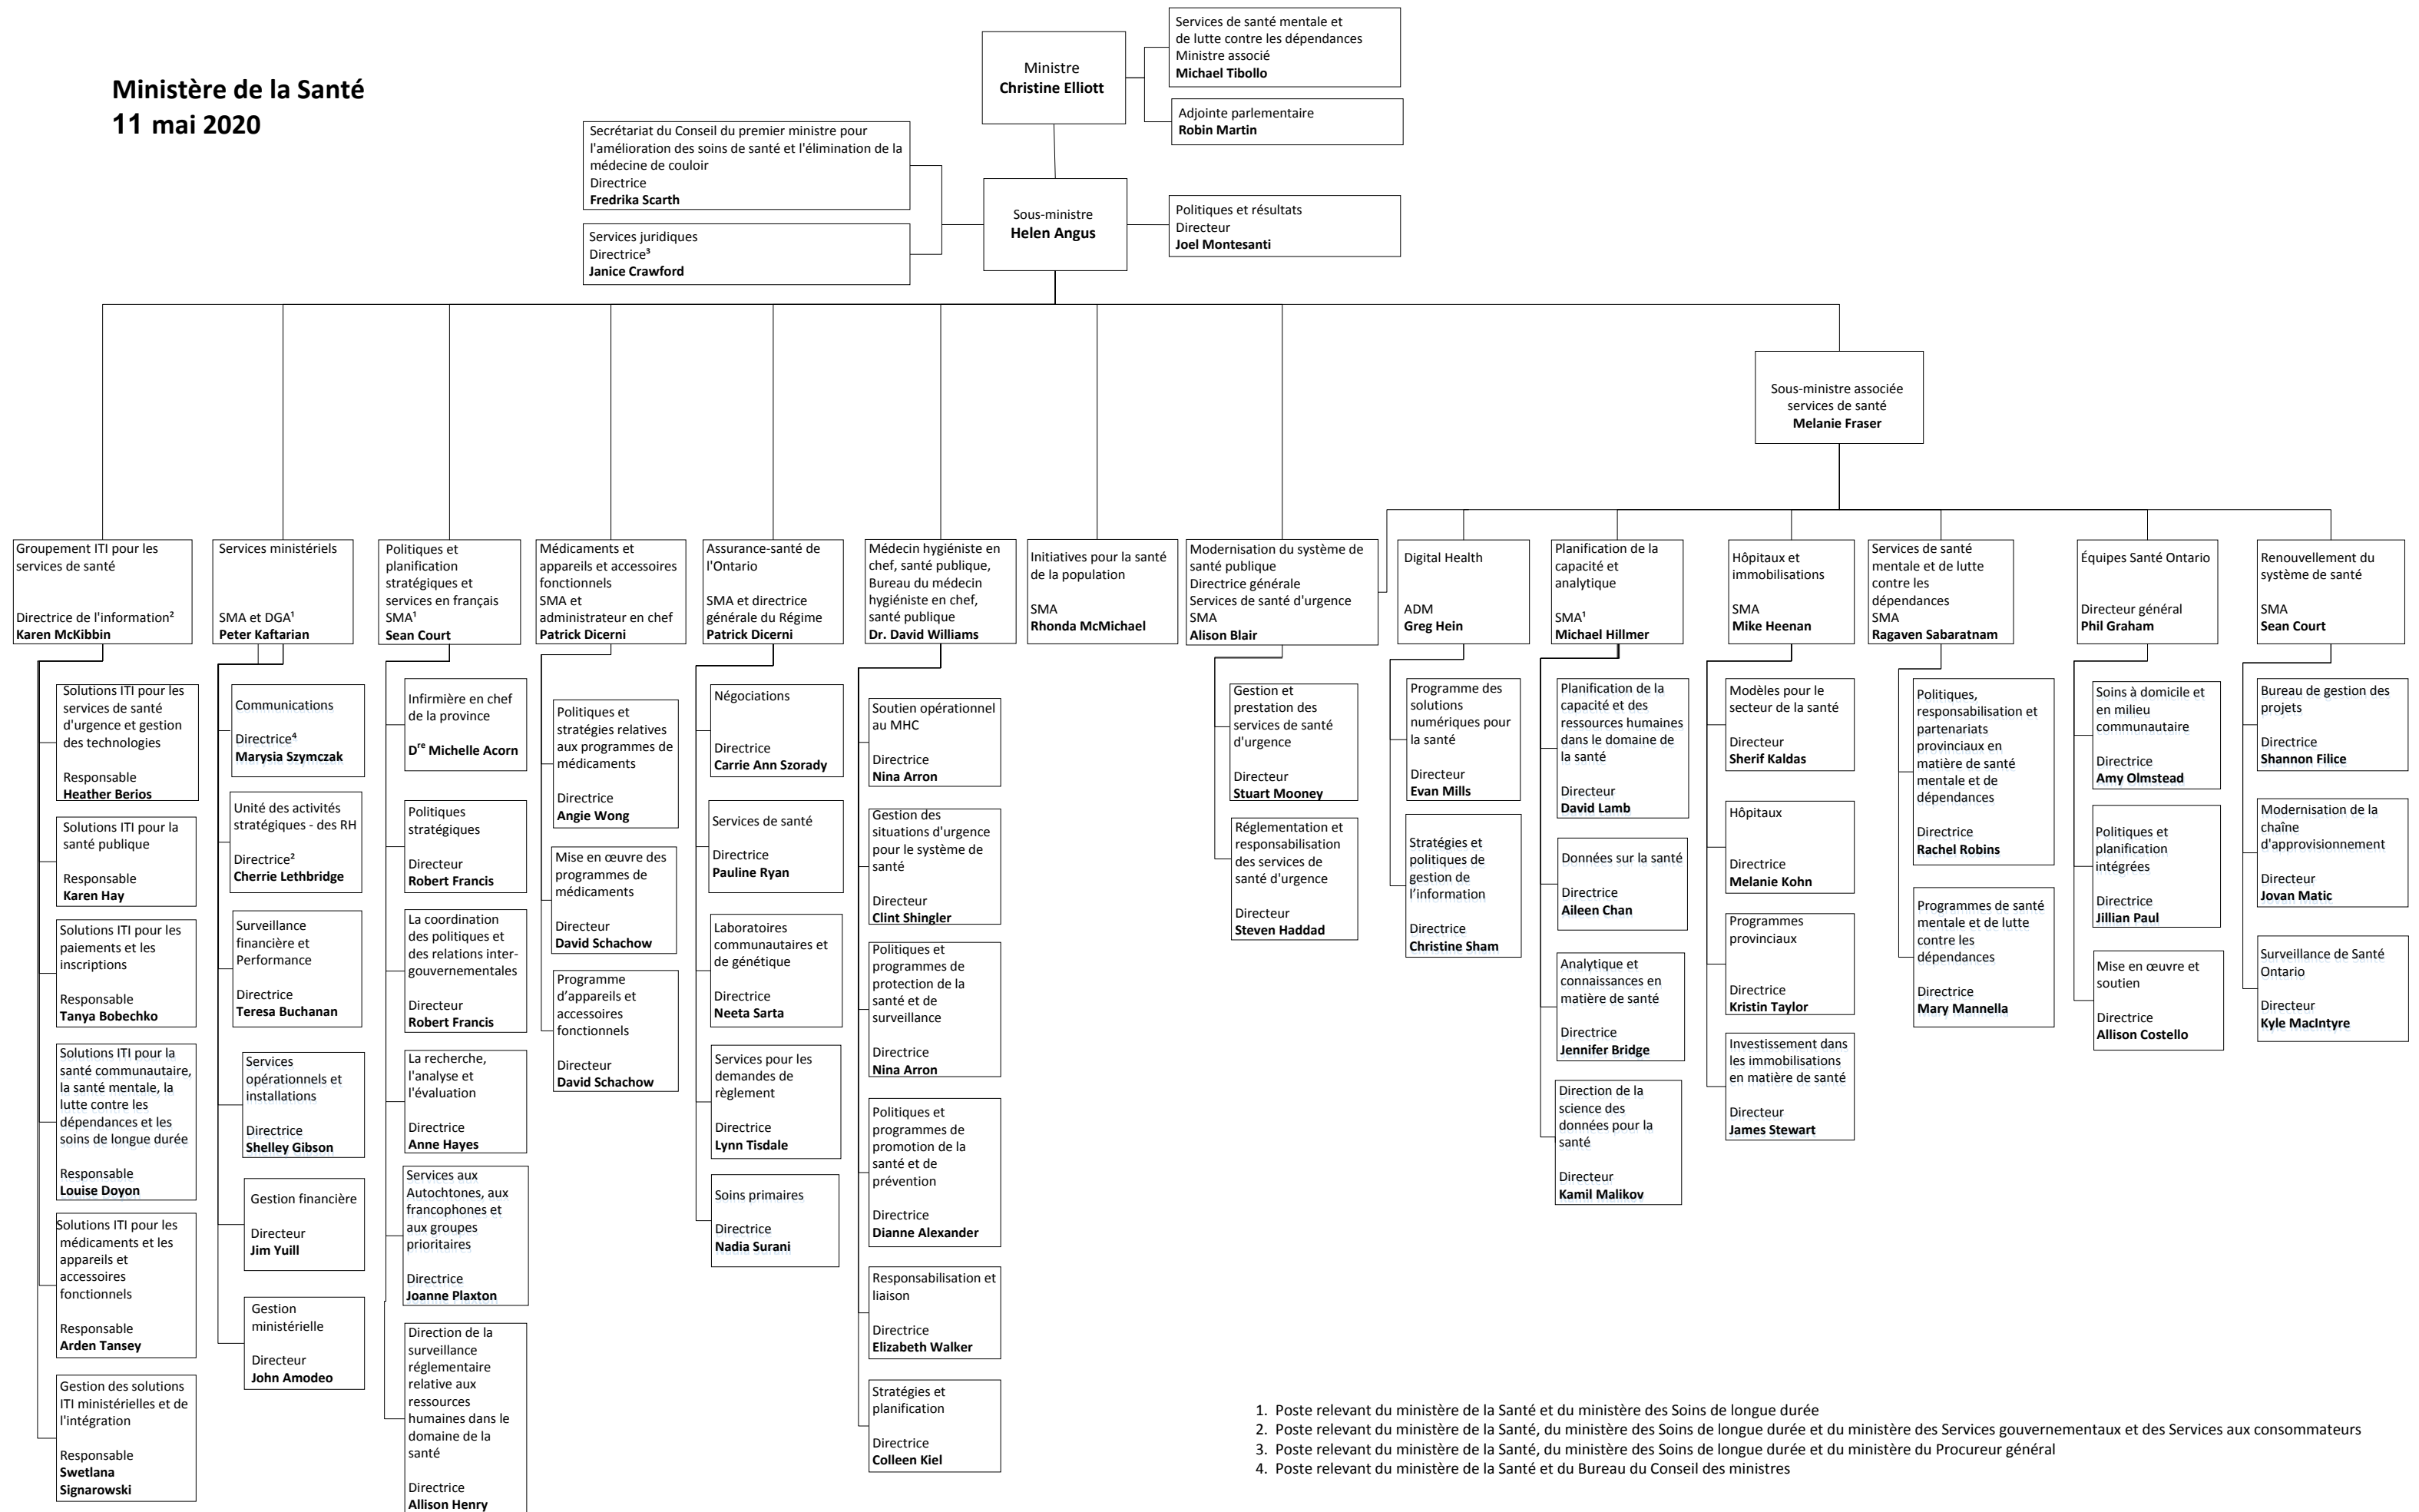 Ministère de la Santé
11 mai 2020
Ministre
Christine Elliott
Services de santé mentale et
de lutte contre les dépendances
Ministre associé
Michael Tibollo
Adjointe parlementaire
Robin Martin
Secrétariat du Conseil du premier ministre pour
l'amélioration des soins de santé et l'élimination de la
médecine de couloir
Directrice
Fredrika Scarth
Services juridiques
Directrice³
Janice Crawford
Sous-ministre
Helen Angus
Politiques et résultats
Directeur
Joel Montesanti
Sous-ministre associée
services de santé
Melanie Fraser
Groupement ITI pour les
services de santé
Directrice de l'information²
Karen McKibbin
Solutions ITI pour les
services de santé
d'urgence et gestion
des technologies
Responsable
Heather Berios
Solutions ITI pour la
santé publique
Responsable
Karen Hay
Solutions ITI pour les
paiements et les
inscriptions
Responsable
Tanya Bobechko
Solutions ITI pour la
santé communautaire,
la santé mentale, la
lutte contre les
dépendances et les
soins de longue durée
Responsable
Louise Doyon
Solutions ITI pour les
médicaments et les
appareils et
accessoires
fonctionnels
Responsable
Arden Tansey
Gestion des solutions
ITI ministérielles et de
l'intégration
Responsable
Swetlana
Signarowski
Services ministériels
SMA et DGA¹
Peter Kaftarian
Communications
Directrice⁴
Marysia Szymczak
Unité des activités
stratégiques - des RH
Directrice²
Cherrie Lethbridge
Surveillance
financière et
Performance
Directrice
Teresa Buchanan
Services
opérationnels et
installations
Directrice
Shelley Gibson
Gestion financière
Directeur
Jim Yuill
Gestion
ministérielle
Directeur
John Amodeo
Politiques et
planification
stratégiques et
services en français
SMA¹
Sean Court
Infirmière en chef
de la province
Dre Michelle Acorn
Politiques
stratégiques
Directeur
Robert Francis
La coordination
des politiques et
des relations inter-
gouvernementales
Directeur
Robert Francis
La recherche,
l'analyse et
l'évaluation
Directrice
Anne Hayes
Services aux
Autochtones, aux
francophones et
aux groupes
prioritaires
Directrice
Joanne Plaxton
Direction de la
surveillance
réglementaire
relative aux
ressources
humaines dans le
domaine de la
santé
Directrice
Allison Henry
Médicaments et
appareils et accessoires
fonctionnels
SMA et
administrateur en chef
Patrick Dicerni
Politiques et
stratégies relatives
aux programmes de
médicaments
Directrice
Angie Wong
Mise en œuvre des
programmes de
médicaments
Directeur
David Schachow
Programme
d’appareils et
accessoires
fonctionnels
Directeur
David Schachow
Assurance-santé de
l'Ontario
SMA et directrice
générale du Régime
Patrick Dicerni
Négociations
Directrice
Carrie Ann Szorady
Services de santé
Directrice
Pauline Ryan
Laboratoires
communautaires et
de génétique
Directrice
Neeta Sarta
Services pour les
demandes de
règlement
Directrice
Lynn Tisdale
Soins primaires
Directrice
Nadia Surani
Médecin hygiéniste en
chef, santé publique,
Bureau du médecin
hygiéniste en chef,
santé publique
Dr. David Williams
Soutien opérationnel
au MHC
Directrice
Nina Arron
Gestion des
situations d'urgence
pour le système de
santé
Directeur
Clint Shingler
Politiques et
programmes de
protection de la
santé et de
surveillance
Directrice
Nina Arron
Politiques et
programmes de
promotion de la
santé et de
prévention
Directrice
Dianne Alexander
Responsabilisation et
liaison
Directrice
Elizabeth Walker
Stratégies et
planification
Directrice
Colleen Kiel
Initiatives pour la santé
de la population
SMA
Rhonda McMichael
Modernisation du système de
santé publique
Directrice générale
Services de santé d'urgence
SMA
Alison Blair
Gestion et
prestation des
services de santé
d'urgence
Directeur
Stuart Mooney
Réglementation et
responsabilisation
des services de
santé d'urgence
Directeur
Steven Haddad
Digital Health
ADM
Greg Hein
Programme des
solutions
numériques pour
la santé
Directeur
Evan Mills
Stratégies et
politiques de
gestion de
l’information
Directrice
Christine Sham
Planification de la
capacité et
analytique
SMA¹
Michael Hillmer
Planification de la
capacité et des
ressources humaines
dans le domaine de
la santé
Directeur
David Lamb
Données sur la santé
Directrice
Aileen Chan
Analytique et
connaissances en
matière de santé
Directrice
Jennifer Bridge
Direction de la
science des
données pour la
santé
Directeur
Kamil Malikov
Hôpitaux et
immobilisations
SMA
Mike Heenan
Modèles pour le
secteur de la santé
Directeur
Sherif Kaldas
Hôpitaux
Directrice
Melanie Kohn
Programmes
provinciaux
Directrice
Kristin Taylor
Investissement dans
les immobilisations
en matière de santé
Directeur
James Stewart
Services de santé
mentale et de lutte
contre les
dépendances
SMA
Ragaven Sabaratnam
Politiques,
responsabilisation et
partenariats
provinciaux en
matière de santé
mentale et de
dépendances
Directrice
Rachel Robins
Programmes de santé
mentale et de lutte
contre les
dépendances
Directrice
Mary Mannella
Équipes Santé Ontario
Directeur général
Phil Graham
Soins à domicile et
en milieu
communautaire
Directrice
Amy Olmstead
Politiques et
planification
intégrées
Directrice
Jillian Paul
Mise en œuvre et
soutien
Directrice
Allison Costello
Renouvellement du
système de santé
SMA
Sean Court
Bureau de gestion des
projets
Directrice
Shannon Filice
Modernisation de la
chaîne
d'approvisionnement
Directeur
Jovan Matic
Surveillance de Santé
Ontario
Directeur
Kyle MacIntyre
1. Poste relevant du ministère de la Santé et du ministère des Soins de longue durée
2. Poste relevant du ministère de la Santé, du ministère des Soins de longue durée et du ministère des Services gouvernementaux et des Services aux consommateurs
3. Poste relevant du ministère de la Santé, du ministère des Soins de longue durée et du ministère du Procureur général
4. Poste relevant du ministère de la Santé et du Bureau du Conseil des ministres